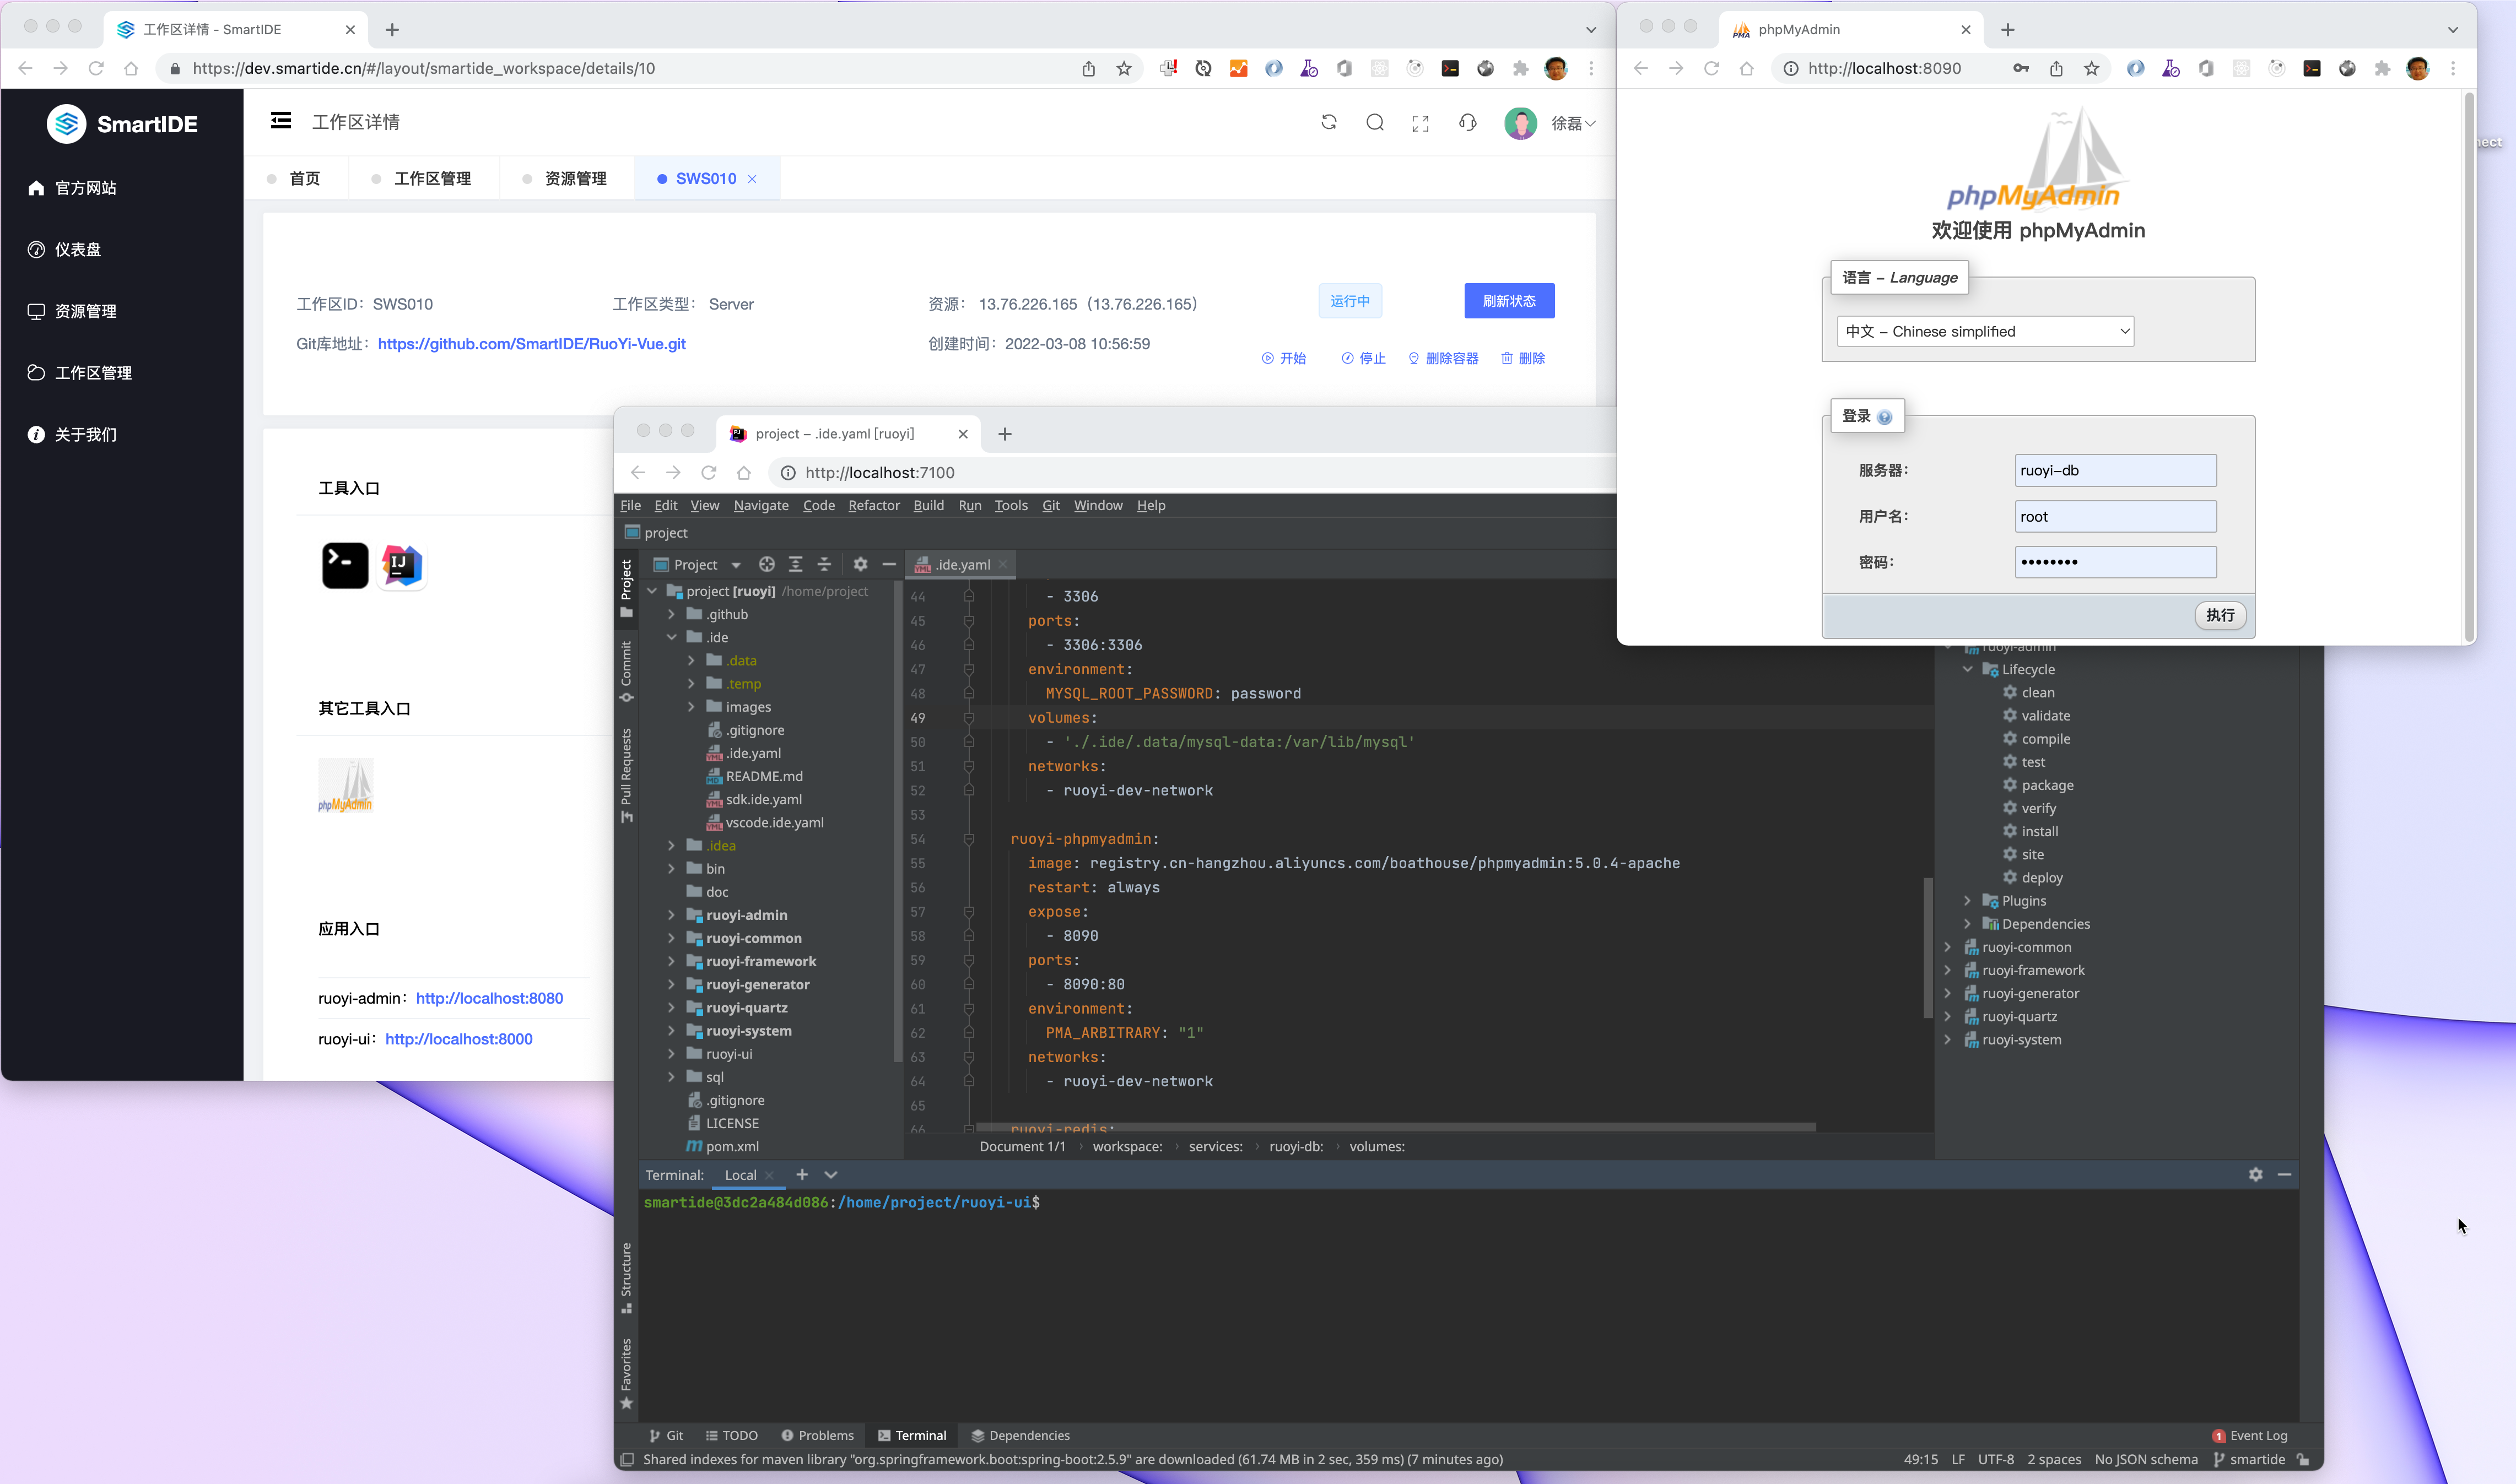 工作区详情 - SmartIDE
https://dev.smartide.cn/#/layout/smartide_workspace/details/10
SmartIDE
官方网站
仪表盘
资源管理
工作区管理
关于我们
工作区详情
徐磊
首页
工作区管理
资源管理
SWS010
工作区ID：SWS010
工作区类型： Server
资源： 13.76.226.165（13.76.226.165）
运行中
刷新状态
Git库地址：https://github.com/SmartIDE/RuoYi-Vue.git
创建时间：2022-03-08 10:56:59
开始
停止
删除容器
删除
工具入口
IJ
其它工具入口
phpMyAdmin
应用入口
ruoyi-admin：http://localhost:8080
ruoyi-ui：http://localhost:8000
phpMyAdmin
http://localhost:8090
phpMyAdmin
欢迎使用 phpMyAdmin
语言 - Language
中文 - Chinese simplified
登录
服务器：
ruoyi-db
用户名：
root
密码：
••••••••
执行
nect
project – .ide.yaml [ruoyi]
http://localhost:7100
File Edit View Navigate Code Refactor Build Run Tools Git Window Help
project
Project
Commit
Pull Requests
Structure
Favorites
Project
project [ruoyi] /home/project
.github
.ide
.data
.temp
images
.gitignore
.ide.yaml
README.md
sdk.ide.yaml
vscode.ide.yaml
.idea
bin
doc
ruoyi-admin
ruoyi-common
ruoyi-framework
ruoyi-generator
ruoyi-quartz
ruoyi-system
ruoyi-ui
sql
.gitignore
LICENSE
pom.xml
.ide.yaml
44 - 3306
45 ports:
46 - 3306:3306
47 environment:
48 MYSQL_ROOT_PASSWORD: password
49 volumes:
50 - './.ide/.data/mysql-data:/var/lib/mysql'
51 networks:
52 - ruoyi-dev-network
53
54 ruoyi-phpmyadmin:
55 image: registry.cn-hangzhou.aliyuncs.com/boathouse/phpmyadmin:5.0.4-apache
56 restart: always
57 expose:
58 - 8090
59 ports:
60 - 8090:80
61 environment:
62 PMA_ARBITRARY: "1"
63 networks:
64 - ruoyi-dev-network
65
66 ruoyi-redis:
Document 1/1 › workspace: › services: › ruoyi-db: › volumes:
ruoyi-admin
Lifecycle
clean
validate
compile
test
package
verify
install
site
deploy
Plugins
Dependencies
ruoyi-common
ruoyi-framework
ruoyi-generator
ruoyi-quartz
ruoyi-system
Terminal: Local
smartide@3dc2a484d086:/home/project/ruoyi-ui$
Git TODO Problems Terminal Dependencies
1 Event Log
Shared indexes for maven library "org.springframework.boot:spring-boot:2.5.9" are downloaded (61.74 MB in 2 sec, 359 ms) (7 minutes ago)
49:15 LF UTF-8 2 spaces No JSON schema smartide